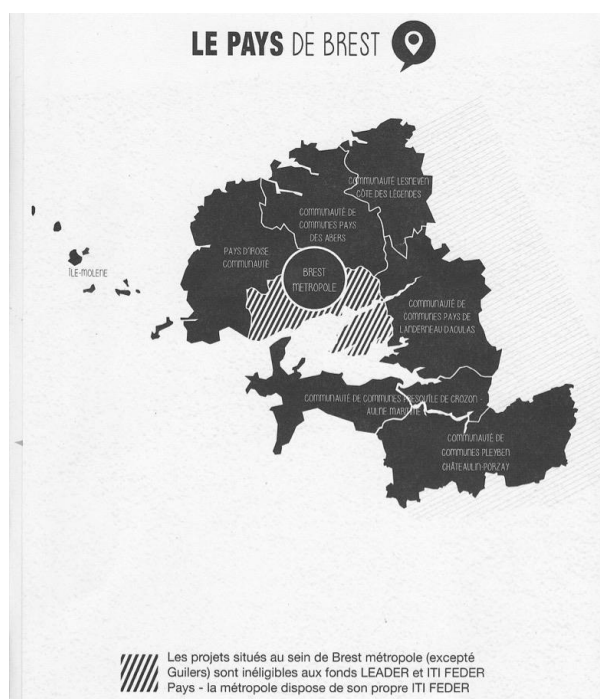 LE PAYS DE BREST
COMMUNAUTÉ LESNEVEN
CÔTE DES LÉGENDES
COMMUNAUTÉ DE
COMMUNES PAYS
DES ABERS
PAYS D'IROISE
COMMUNAUTÉ
BREST
MÉTROPOLE
ÎLE-MOLÈNE
COMMUNAUTÉ DE
COMMUNES PAYS DE
LANDERNEAU-DAOULAS
COMMUNAUTÉ DE COMMUNES PRESQU'ÎLE DE CROZON -
AULNE MARITIME
COMMUNAUTÉ DE
COMMUNES PLEYBEN
CHÂTEAULIN-PORZAY
Les projets situés au sein de Brest métropole (excepté
Guilers) sont inéligibles aux fonds LEADER et ITI FEDER
Pays - la métropole dispose de son propre ITI FEDER